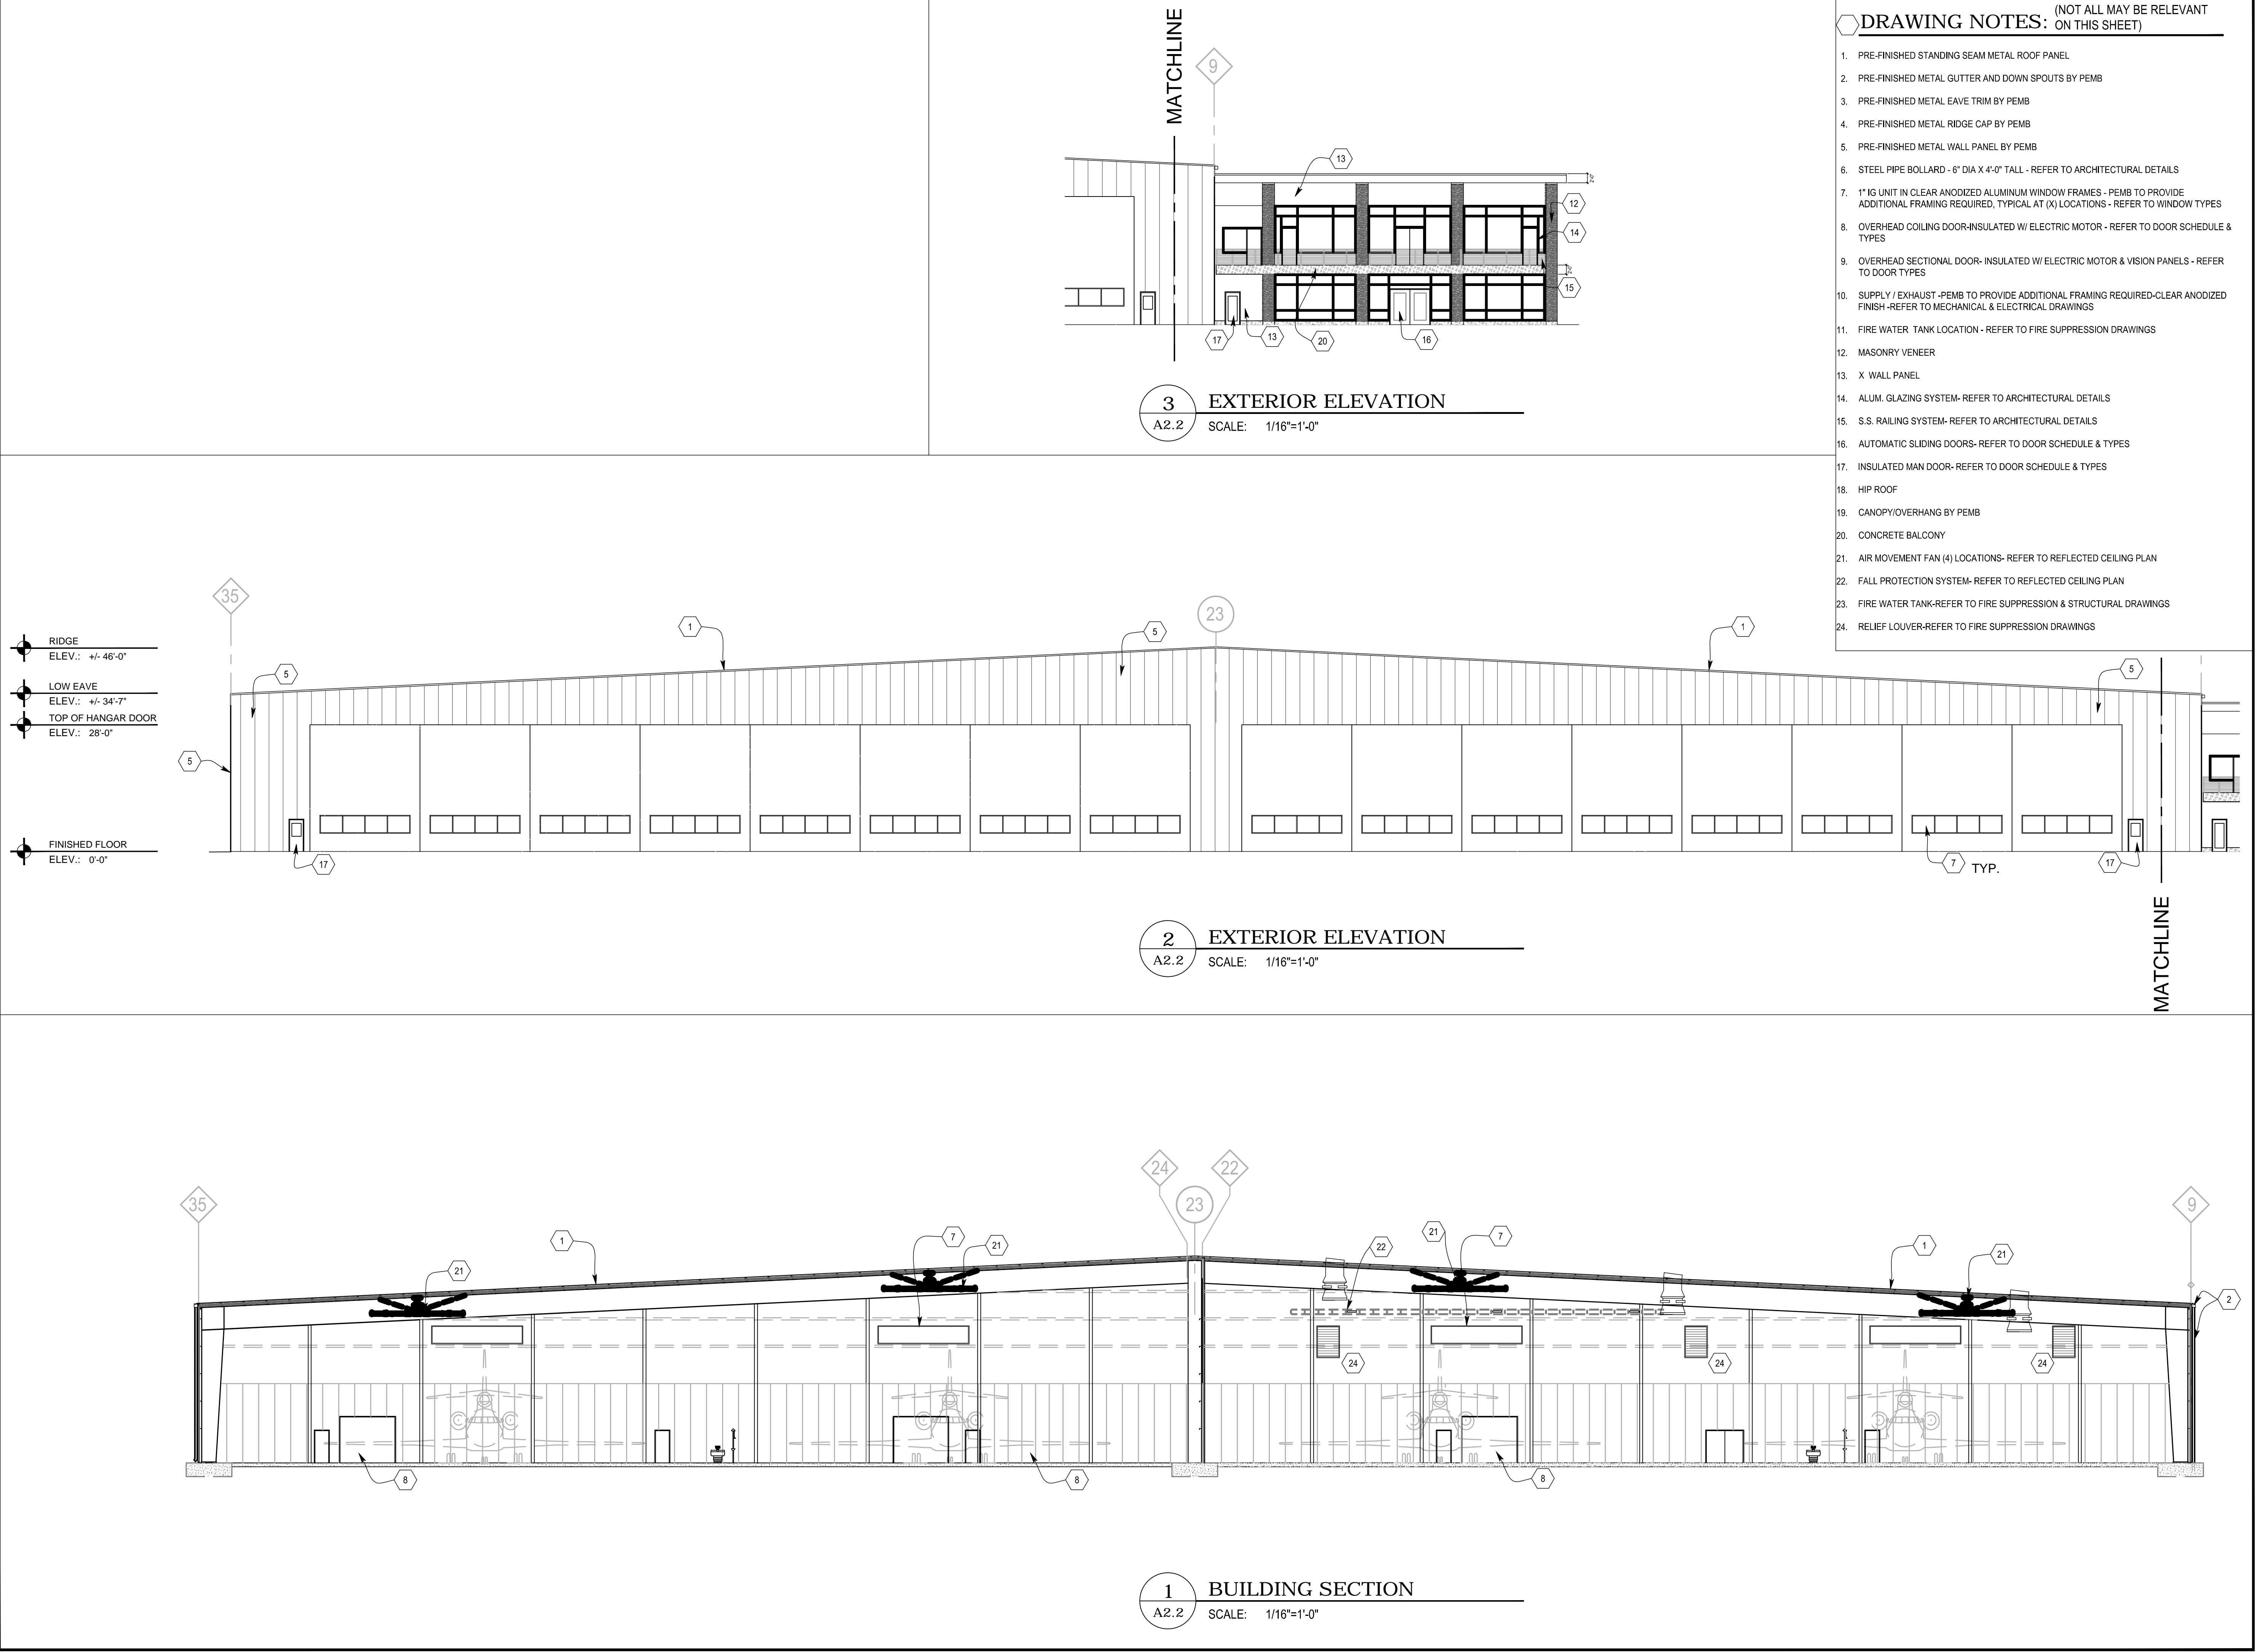 MATCHLINE
9
13
2'-0"
12
14
2'-0"
15
17
13
20
16
3
A2.2
EXTERIOR ELEVATION
SCALE: 1/16"=1'-0"
DRAWING NOTES: (NOT ALL MAY BE RELEVANT
ON THIS SHEET)
1. PRE-FINISHED STANDING SEAM METAL ROOF PANEL
2. PRE-FINISHED METAL GUTTER AND DOWN SPOUTS BY PEMB
3. PRE-FINISHED METAL EAVE TRIM BY PEMB
4. PRE-FINISHED METAL RIDGE CAP BY PEMB
5. PRE-FINISHED METAL WALL PANEL BY PEMB
6. STEEL PIPE BOLLARD - 6" DIA X 4'-0" TALL - REFER TO ARCHITECTURAL DETAILS
7. 1" IG UNIT IN CLEAR ANODIZED ALUMINUM WINDOW FRAMES - PEMB TO PROVIDE
ADDITIONAL FRAMING REQUIRED, TYPICAL AT (X) LOCATIONS - REFER TO WINDOW TYPES
8. OVERHEAD COILING DOOR-INSULATED W/ ELECTRIC MOTOR - REFER TO DOOR SCHEDULE &
TYPES
9. OVERHEAD SECTIONAL DOOR- INSULATED W/ ELECTRIC MOTOR & VISION PANELS - REFER
TO DOOR TYPES
10. SUPPLY / EXHAUST -PEMB TO PROVIDE ADDITIONAL FRAMING REQUIRED-CLEAR ANODIZED
FINISH -REFER TO MECHANICAL & ELECTRICAL DRAWINGS
11. FIRE WATER TANK LOCATION - REFER TO FIRE SUPPRESSION DRAWINGS
12. MASONRY VENEER
13. X WALL PANEL
14. ALUM. GLAZING SYSTEM- REFER TO ARCHITECTURAL DETAILS
15. S.S. RAILING SYSTEM- REFER TO ARCHITECTURAL DETAILS
16. AUTOMATIC SLIDING DOORS- REFER TO DOOR SCHEDULE & TYPES
17. INSULATED MAN DOOR- REFER TO DOOR SCHEDULE & TYPES
18. HIP ROOF
19. CANOPY/OVERHANG BY PEMB
20. CONCRETE BALCONY
21. AIR MOVEMENT FAN (4) LOCATIONS- REFER TO REFLECTED CEILING PLAN
22. FALL PROTECTION SYSTEM- REFER TO REFLECTED CEILING PLAN
23. FIRE WATER TANK-REFER TO FIRE SUPPRESSION & STRUCTURAL DRAWINGS
24. RELIEF LOUVER-REFER TO FIRE SUPPRESSION DRAWINGS
35
23
1
5
1
5
5
5
RIDGE
ELEV.: +/- 46'-0"
LOW EAVE
ELEV.: +/- 34'-7"
TOP OF HANGAR DOOR
ELEV.: 28'-0"
FINISHED FLOOR
ELEV.: 0'-0"
17
7 TYP.
17
MATCHLINE
2
A2.2
EXTERIOR ELEVATION
SCALE: 1/16"=1'-0"
24
22
35
23
9
1
21
7
21
22
21
7
1
21
2
24
24
24
8
8
8
1
A2.2
BUILDING SECTION
SCALE: 1/16"=1'-0"